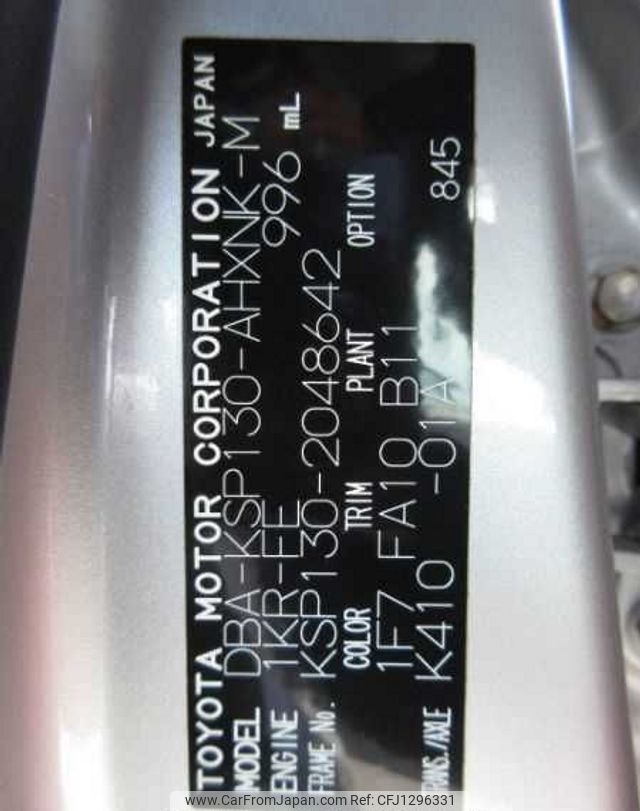 TOYOTA MOTOR CORPORATION JAPAN
MODEL DBA-KSP130-AHXNK-M
ENGINE 1KR-FE 996 mL
FRAME No. KSP130-2048642
COLOR TRIM PLANT OPTION
1F7 FA10 B11
TRANS./AXLE K410 -01A 845
www.CarFromJapan.com - CFJ1296331